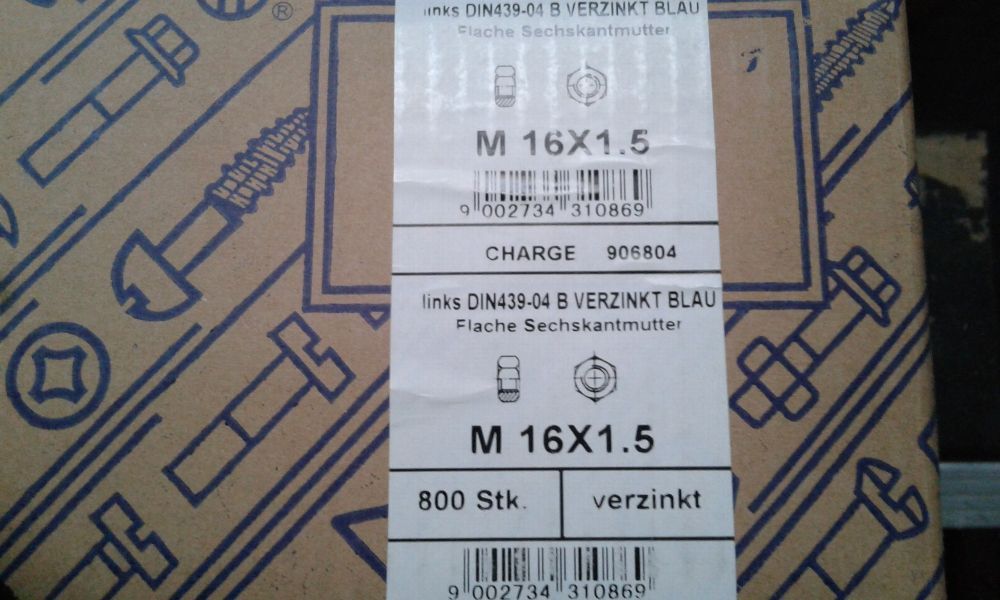 ®
links DIN439-04 B VERZINKT BLAU
Flache Sechskantmutter
M 16X1.5
9 002734 310869
CHARGE 906804
links DIN439-04 B VERZINKT BLAU
Flache Sechskantmutter
M 16X1.5
800 Stk. verzinkt
9 002734 310869